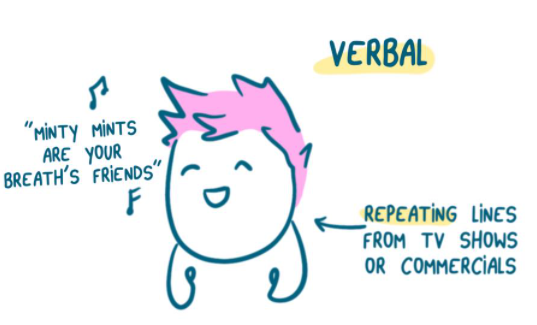 VERBAL
"MINTY MINTS
ARE YOUR
BREATH'S FRIENDS"
REPEATING LINES
FROM TV SHOWS
OR COMMERCIALS